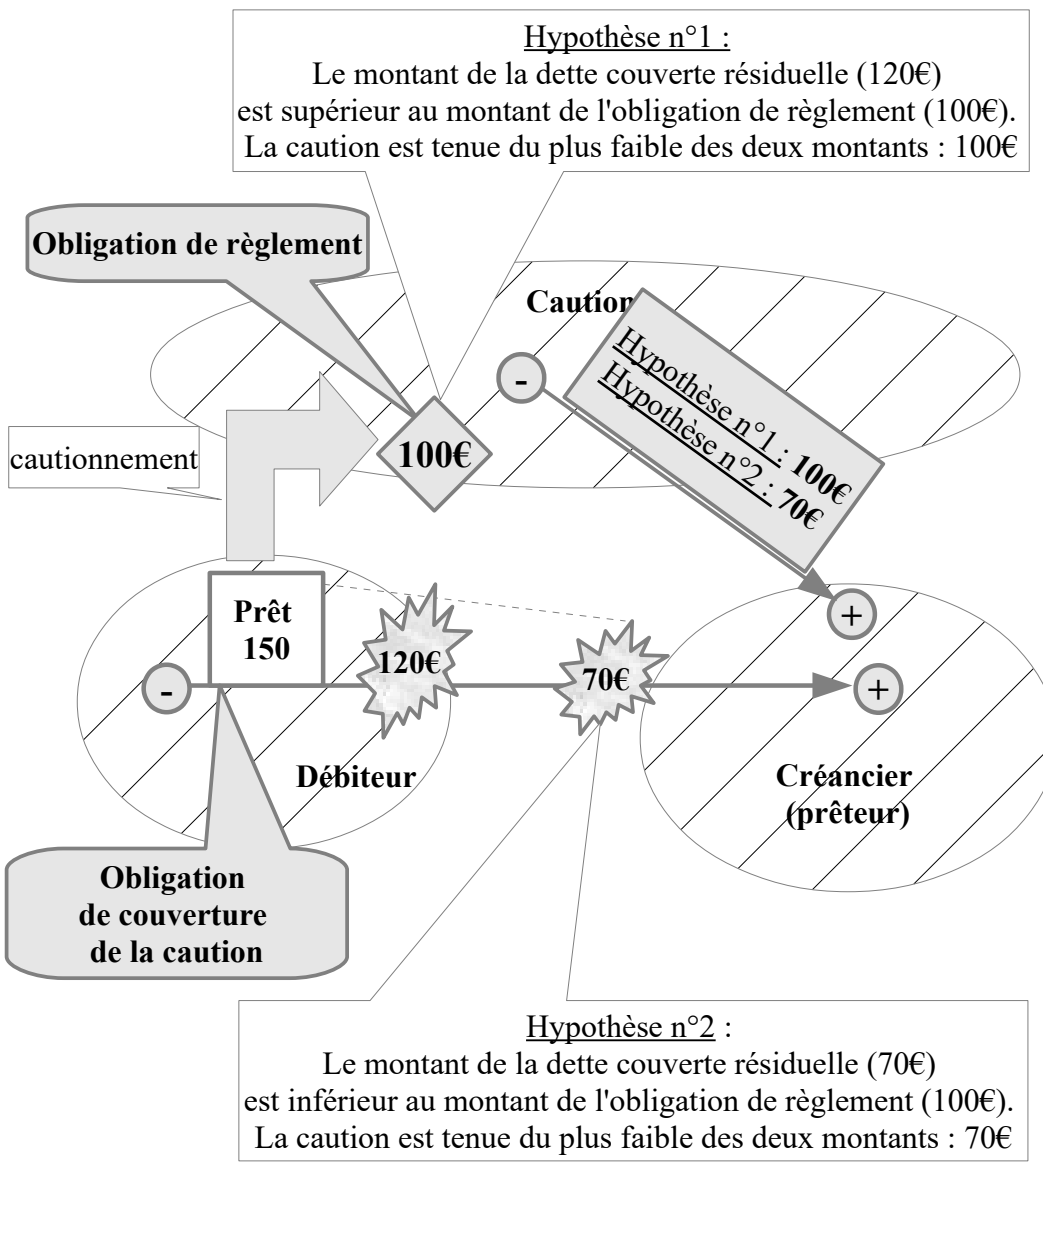 Hypothèse n°1 :
Le montant de la dette couverte résiduelle (120€)
est supérieur au montant de l'obligation de règlement (100€).
La caution est tenue du plus faible des deux montants : 100€
Obligation de règlement
Caution
Hypothèse n°1 : 100€
Hypothèse n°2 : 70€
-
100€
cautionnement
Prêt
150
120€
70€
+
-
+
Débiteur
Créancier
(prêteur)
Obligation
de couverture
de la caution
Hypothèse n°2 :
Le montant de la dette couverte résiduelle (70€)
est inférieur au montant de l'obligation de règlement (100€).
La caution est tenue du plus faible des deux montants : 70€